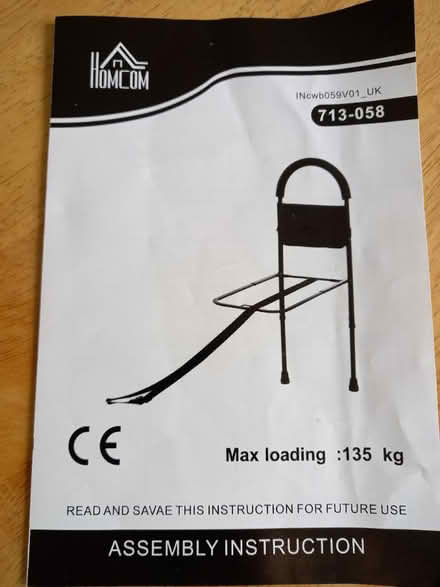 HOMCOM
INcwb059V01_UK
713-058
CE
Max loading :135 kg
READ AND SAVAE THIS INSTRUCTION FOR FUTURE USE
ASSEMBLY INSTRUCTION